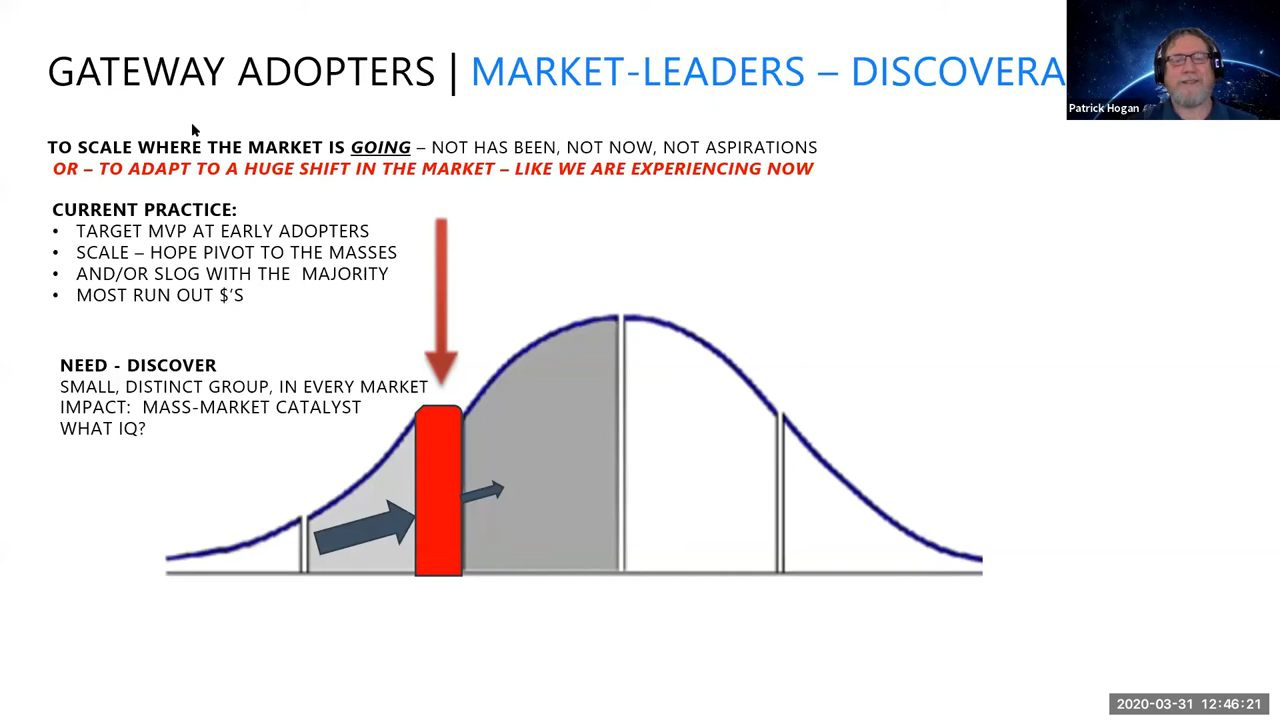 GATEWAY ADOPTERS | MARKET-LEADERS – DISCOVERA
Patrick Hogan
TO SCALE WHERE THE MARKET IS GOING – NOT HAS BEEN, NOT NOW, NOT ASPIRATIONS
OR – TO ADAPT TO A HUGE SHIFT IN THE MARKET – LIKE WE ARE EXPERIENCING NOW
CURRENT PRACTICE:
• TARGET MVP AT EARLY ADOPTERS
• SCALE – HOPE PIVOT TO THE MASSES
• AND/OR SLOG WITH THE MAJORITY
• MOST RUN OUT $'S
NEED - DISCOVER
SMALL, DISTINCT GROUP, IN EVERY MARKET
IMPACT: MASS-MARKET CATALYST
WHAT IQ?
2020-03-31 12:46:21